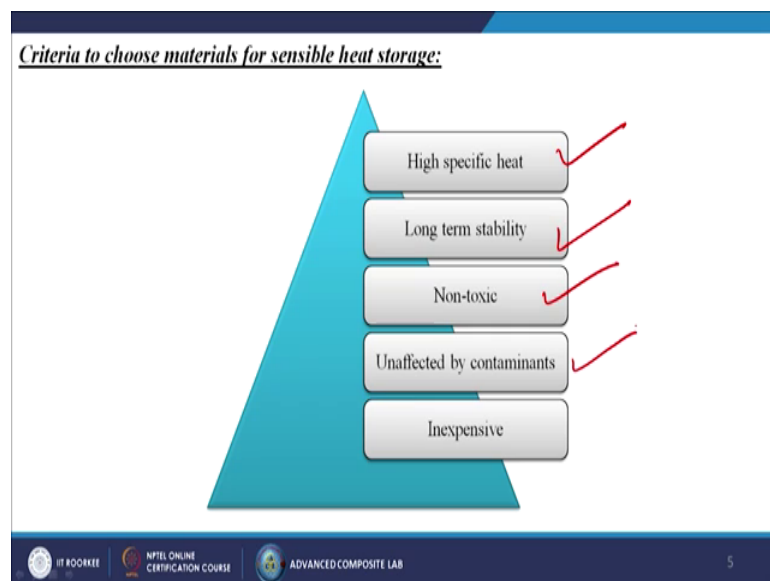 Criteria to choose materials for sensible heat storage:
High specific heat
Long term stability
Non-toxic
Unaffected by contaminants
Inexpensive
IIT ROORKEE
NPTEL ONLINE
CERTIFICATION COURSE
ADVANCED COMPOSITE LAB
5